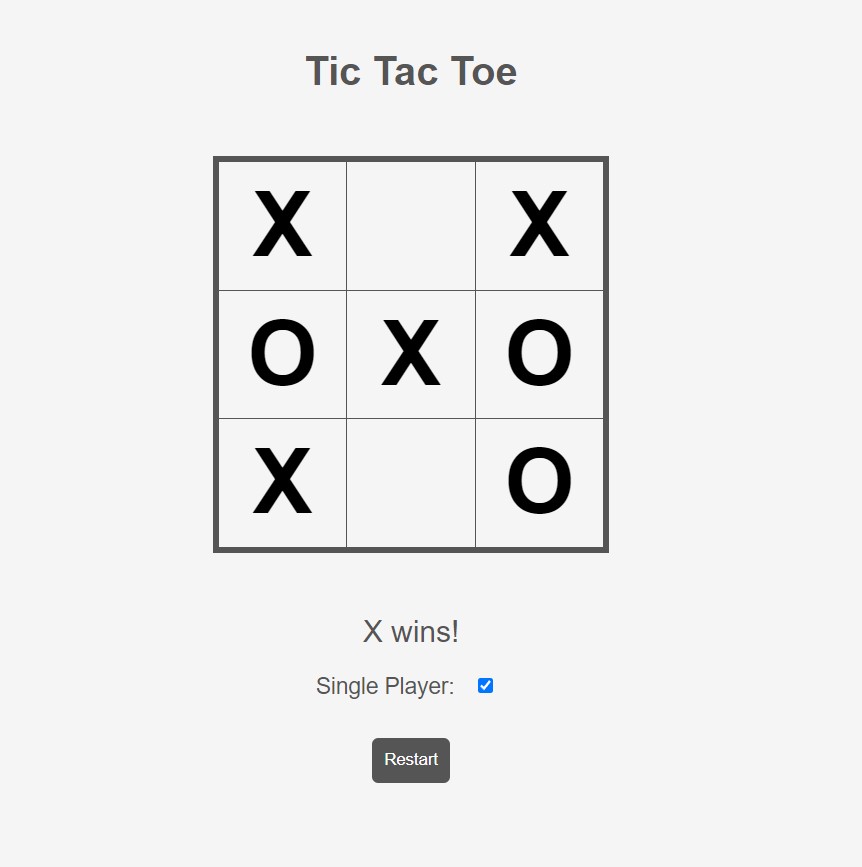 Tic Tac Toe
X X
O X O
X O
X wins!
Single Player:
Restart